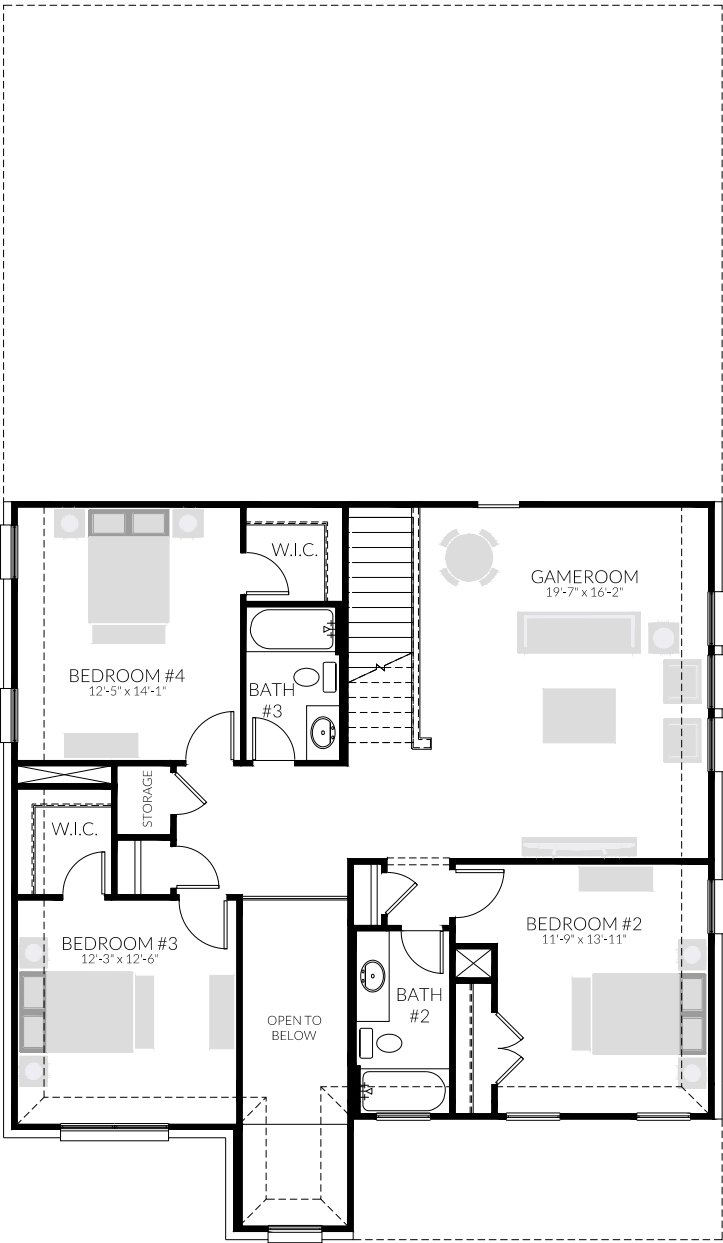 W.I.C.
GAMEROOM
19'-7" x 16'-2"
BEDROOM #4
12'-5" x 14'-1"
BATH
#3
STORAGE
W.I.C.
BEDROOM #2
11'-9" x 13'-11"
BEDROOM #3
12'-3" x 12'-6"
BATH
#2
OPEN TO
BELOW